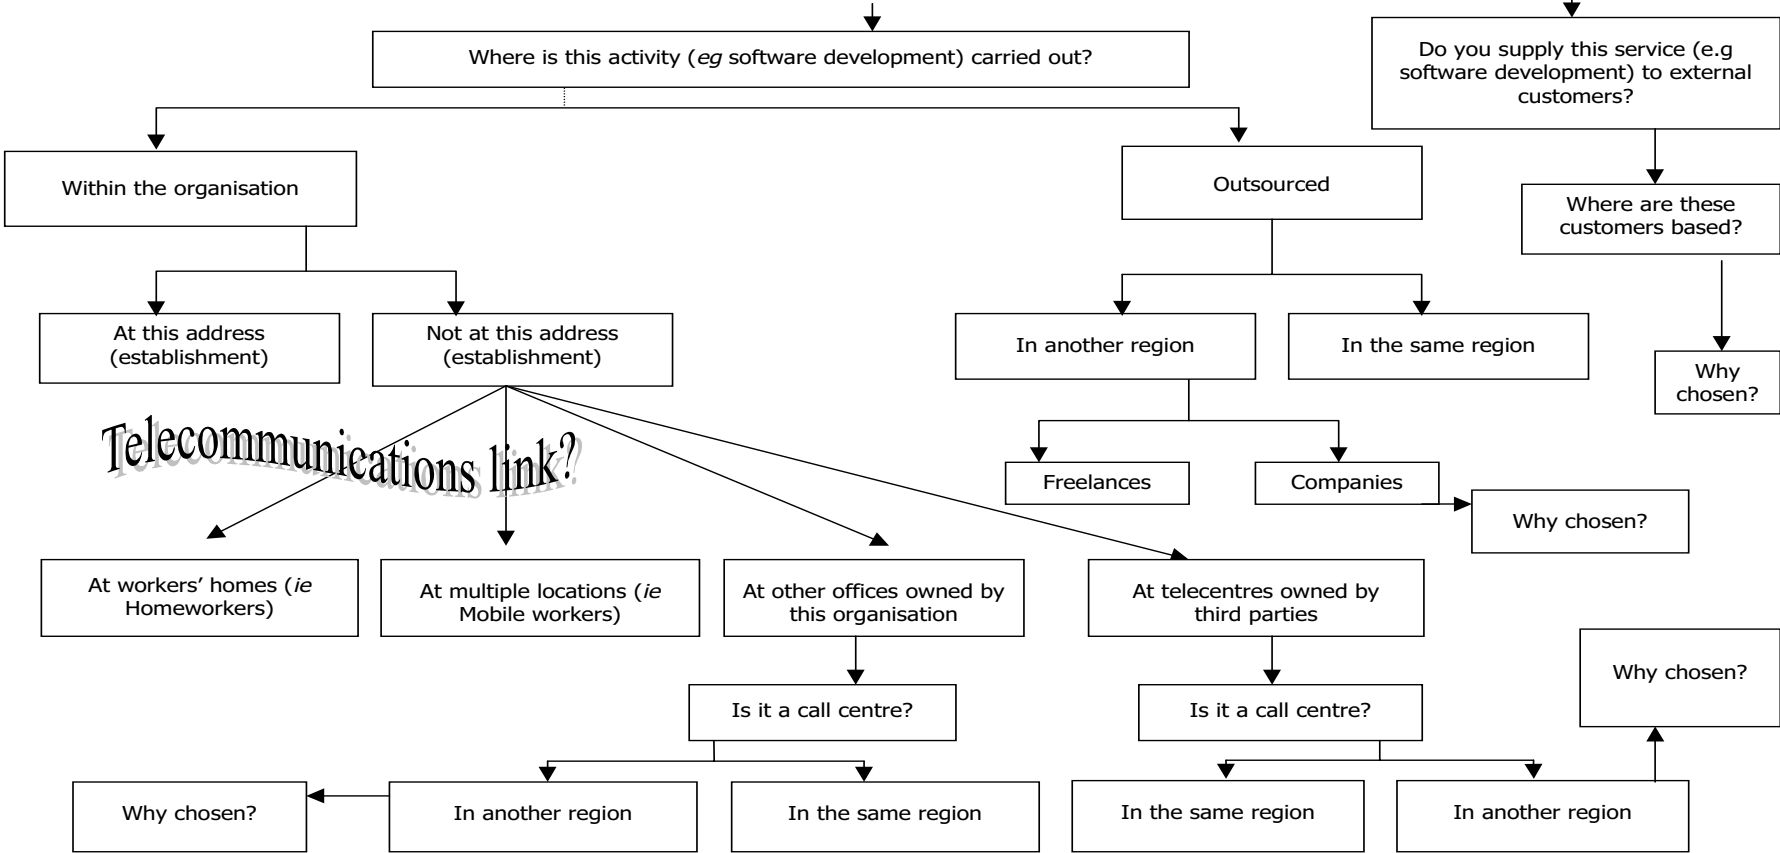 Where is this activity (eg software development) carried out?
Do you supply this service (e.g
software development) to external
customers?
Within the organisation
Outsourced
Where are these
customers based?
At this address
(establishment)
Not at this address
(establishment)
In another region
In the same region
Why
chosen?
Telecommunications link?
Freelances
Companies
Why chosen?
At workers’ homes (ie
Homeworkers)
At multiple locations (ie
Mobile workers)
At other offices owned by
this organisation
At telecentres owned by
third parties
Why chosen?
Is it a call centre?
Is it a call centre?
Why chosen?
In another region
In the same region
In the same region
In another region